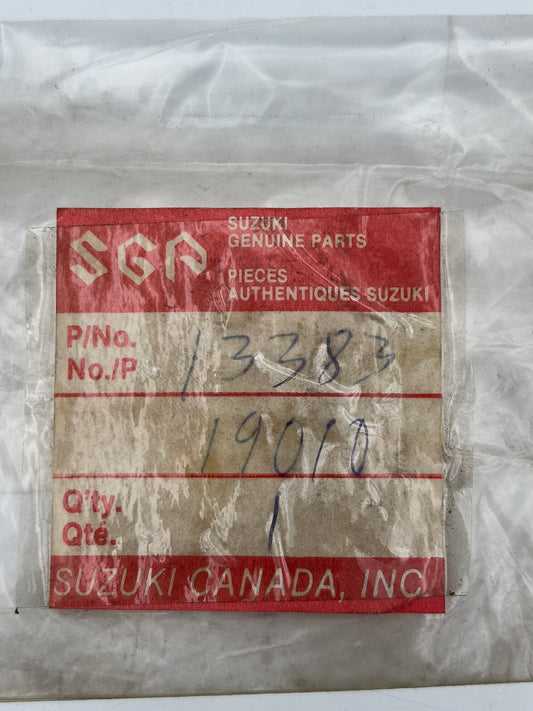 SGP
SUZUKI
GENUINE PARTS
PIECES
AUTHENTIQUES SUZUKI
P/No.
No./P
13383
19010
Q'ty.
Qté.
1
SUZUKI CANADA, INC.